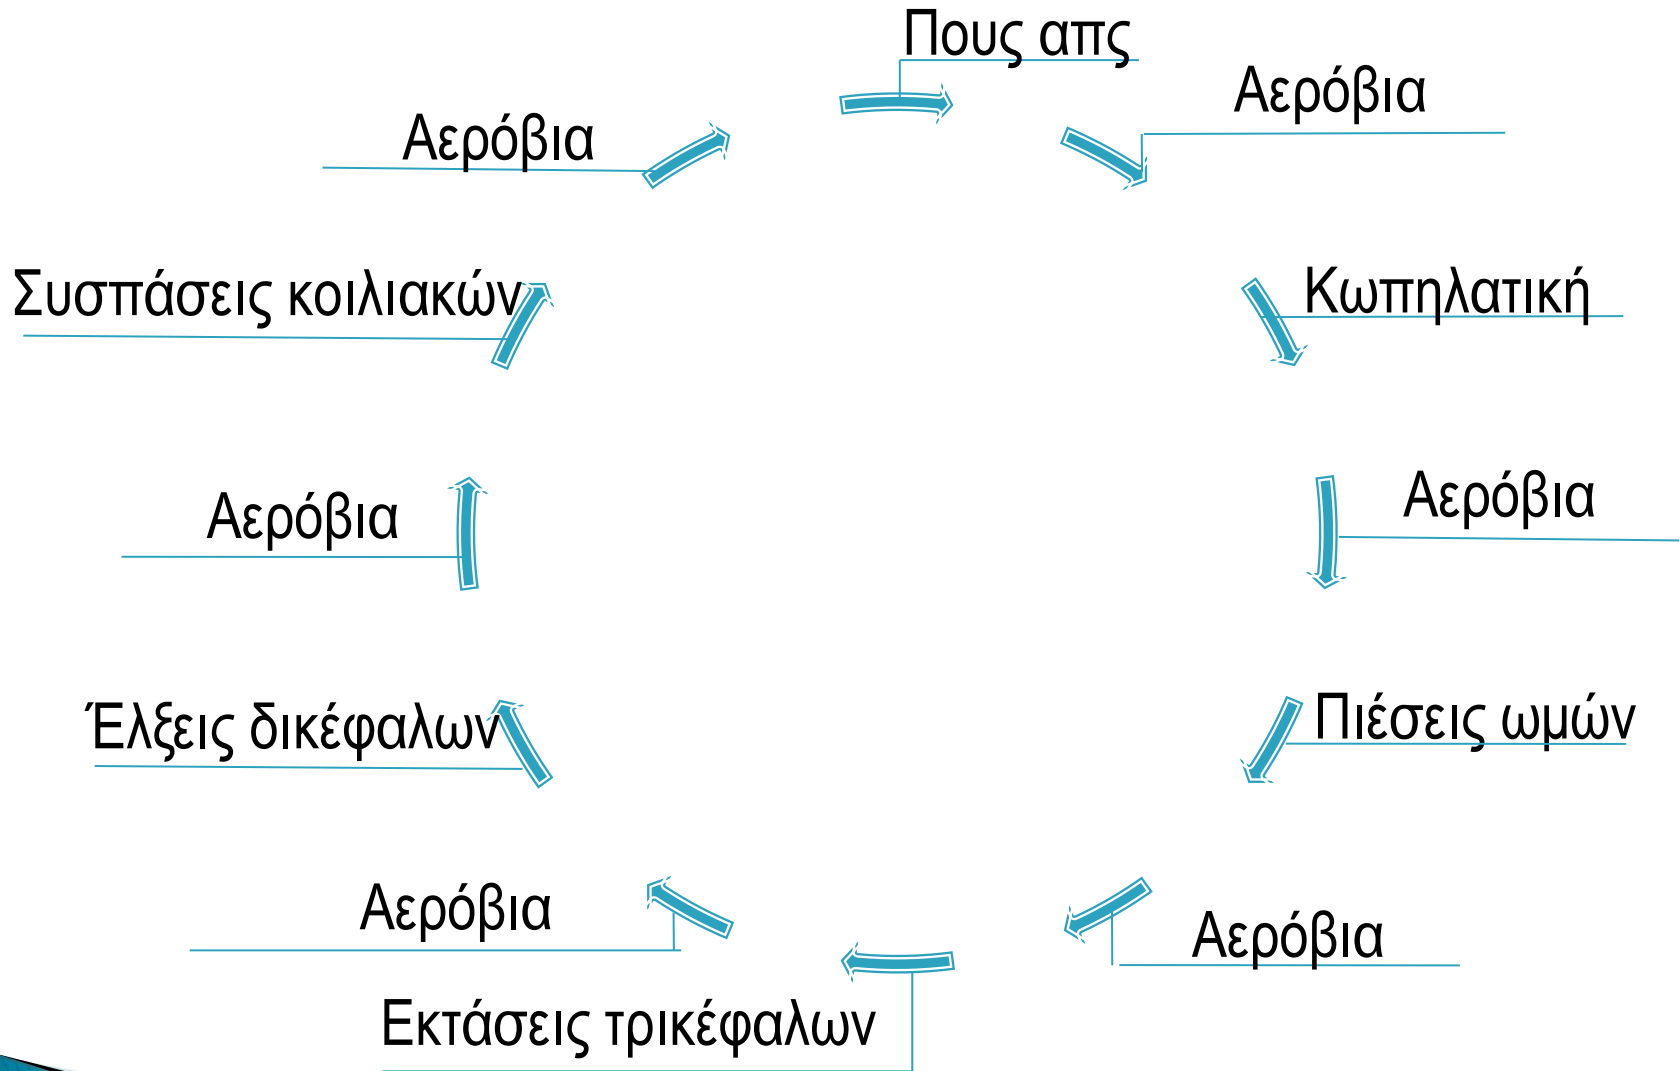 Πους απς
Αερόβια
Κωπηλατική
Αερόβια
Πιέσεις ωμών
Αερόβια
Εκτάσεις τρικέφαλων
Αερόβια
Έλξεις δικέφαλων
Αερόβια
Συσπάσεις κοιλιακών
Αερόβια